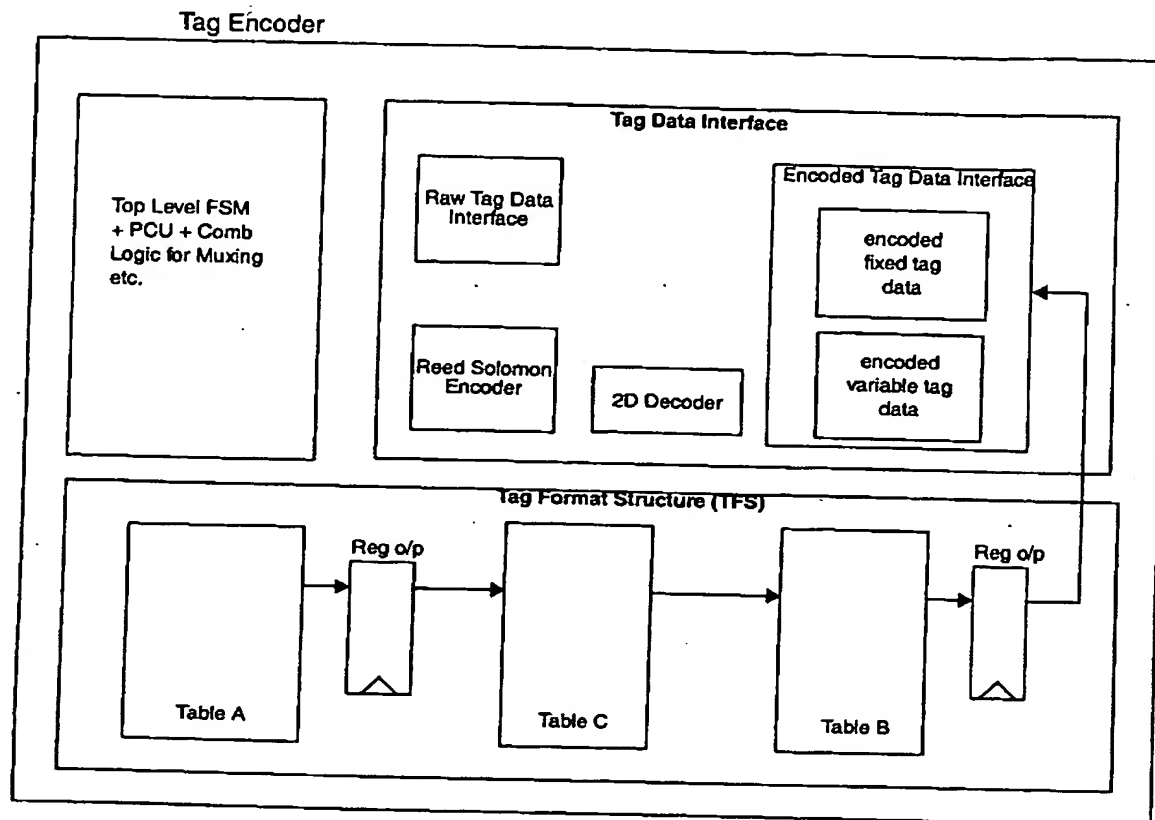 Tag Encoder
Top Level FSM
+ PCU + Comb
Logic for Muxing
etc.
Tag Data Interface
Raw Tag Data
Interface
Reed Solomon
Encoder
2D Decoder
Encoded Tag Data Interface
encoded
fixed tag
data
encoded
variable tag
data
Tag Format Structure (TFS)
Table A
Reg o/p
Table C
Table B
Reg o/p